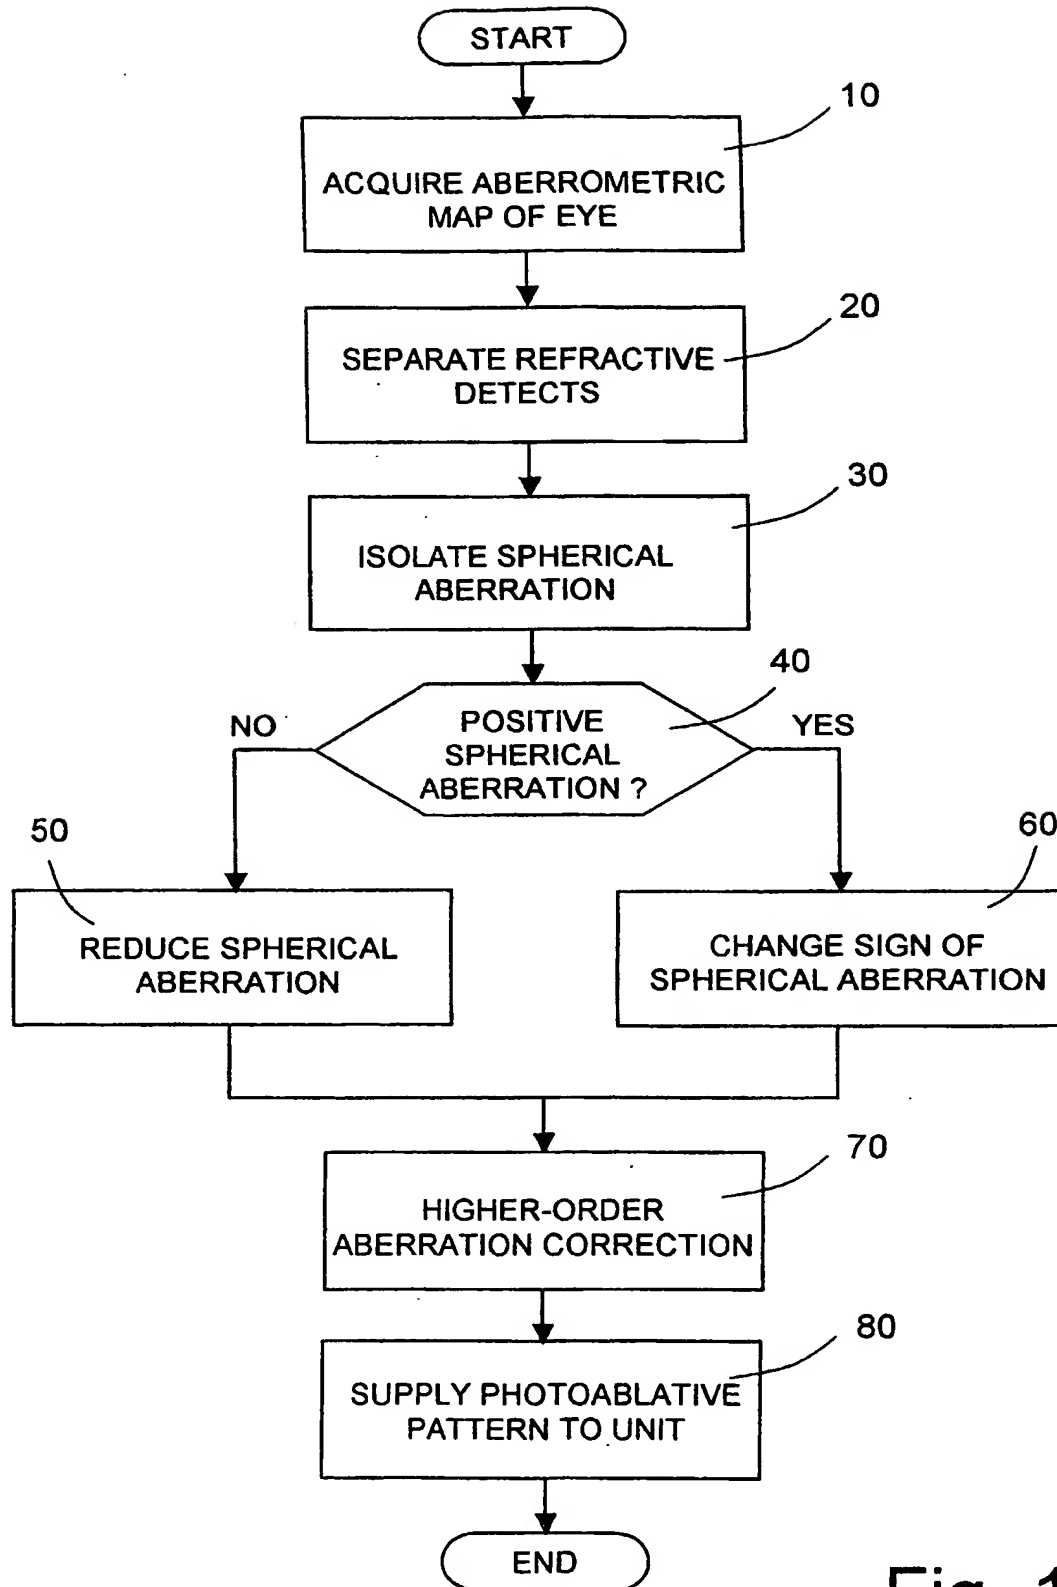 START
10
ACQUIRE ABERROMETRIC
MAP OF EYE
20
SEPARATE REFRACTIVE
DETECTS
30
ISOLATE SPHERICAL
ABERRATION
40
NO
POSITIVE
SPHERICAL
ABERRATION ?
YES
50
60
REDUCE SPHERICAL
ABERRATION
CHANGE SIGN OF
SPHERICAL ABERRATION
70
HIGHER-ORDER
ABERRATION CORRECTION
80
SUPPLY PHOTOABLATIVE
PATTERN TO UNIT
END
Fig. 1